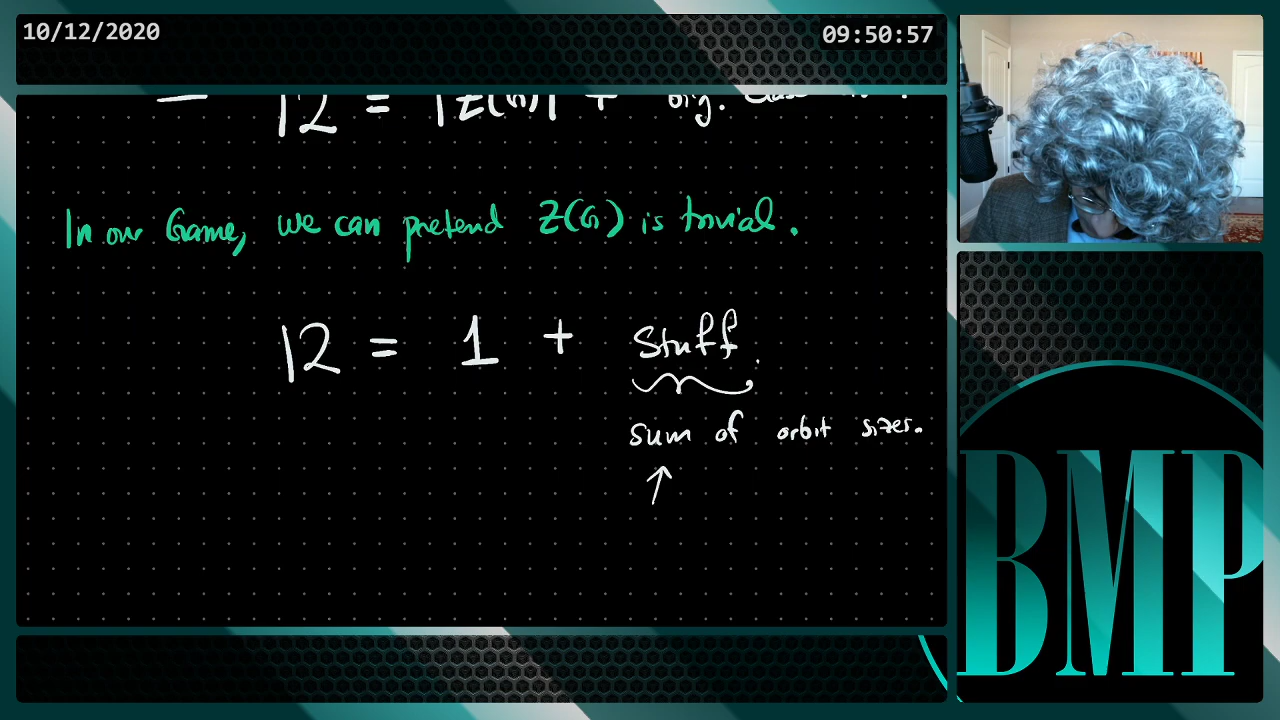 10/12/2020
09:50:57
12 = |Z(G)| +
In our Game, we can pretend Z(G) is trivial.
12 = 1 + Stuff.
sum of orbit sizes.
↑
BMP